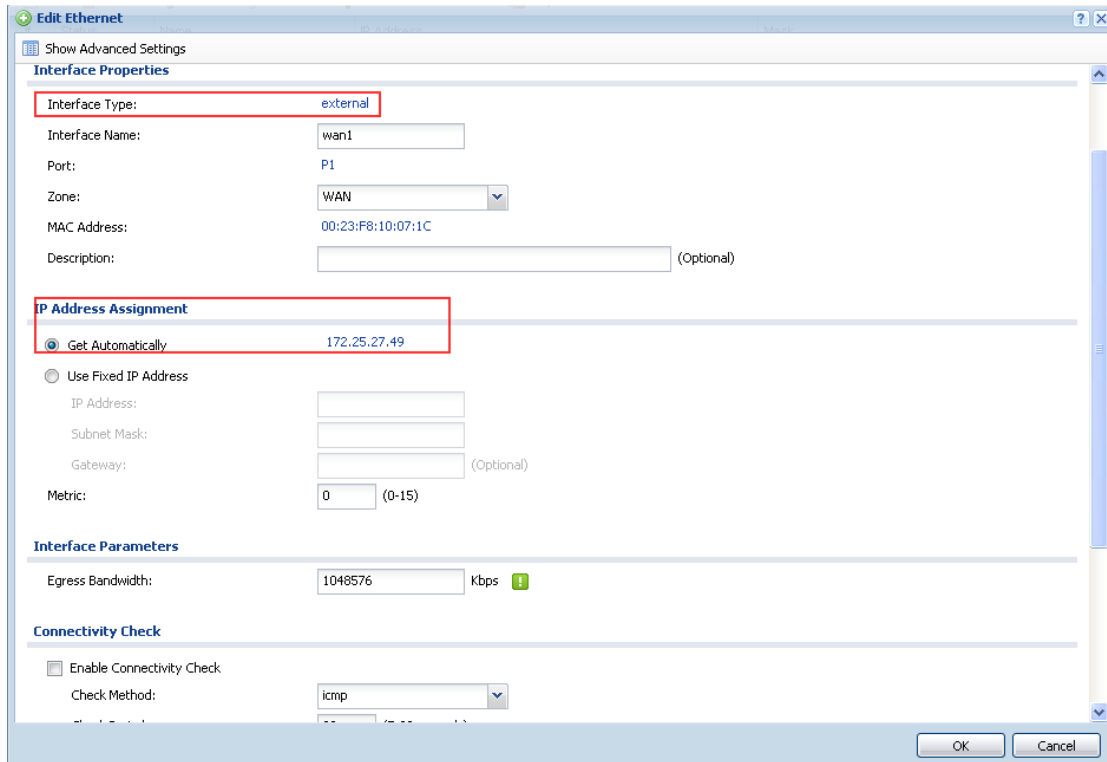 Edit Ethernet
Show Advanced Settings
Interface Properties
Interface Type: external
Interface Name: wan1
Port: P1
Zone: WAN
MAC Address: 00:23:F8:10:07:1C
Description: (Optional)
IP Address Assignment
Get Automatically 172.25.27.49
Use Fixed IP Address
IP Address:
Subnet Mask:
Gateway: (Optional)
Metric: 0 (0-15)
Interface Parameters
Egress Bandwidth: 1048576 Kbps
Connectivity Check
Enable Connectivity Check
Check Method: icmp
OK Cancel